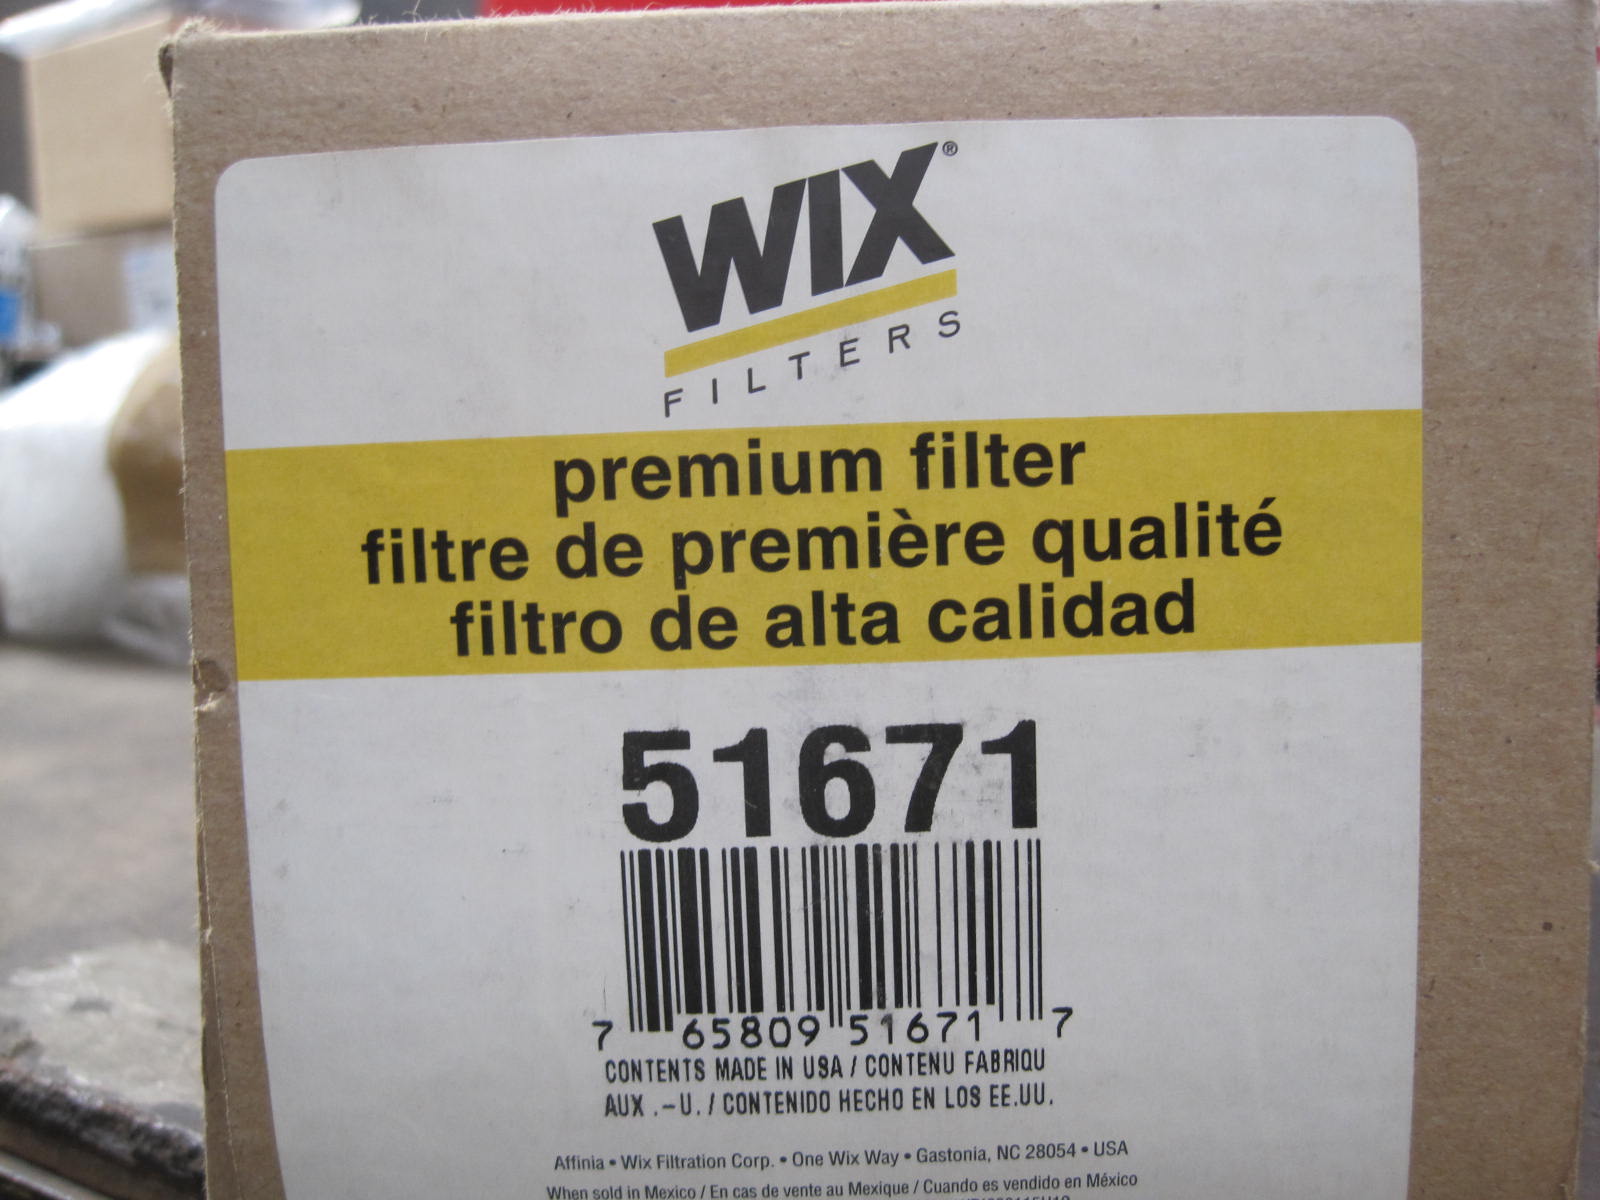 WIX®
FILTERS
premium filter
filtre de première qualité
filtro de alta calidad
51671
7 65809 51671 7
CONTENTS MADE IN USA / CONTENU FABRIQU
AUX .-U. / CONTENIDO HECHO EN LOS EE.UU.
Affinia • Wix Filtration Corp. • One Wix Way • Gastonia, NC 28054 • USA
When sold in Mexico / En cas de vente au Mexique / Cuando es vendido en México